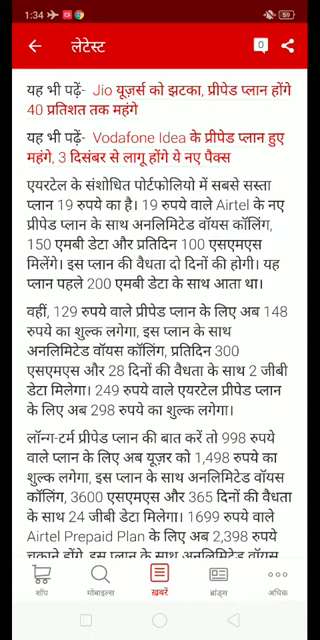 1:34
59
लेटेस्ट
0
यह भी पढ़ें- Jio यूज़र्स को झटका, प्रीपेड प्लान होंगे
40 प्रतिशत तक महंगे
यह भी पढ़ें- Vodafone Idea के प्रीपेड प्लान हुए
महंगे, 3 दिसंबर से लागू होंगे ये नए पैक्स
एयरटेल के संशोधित पोर्टफोलियो में सबसे सस्ता
प्लान 19 रुपये का है। 19 रुपये वाले Airtel के नए
प्रीपेड प्लान के साथ अनलिमिटेड वॉयस कॉलिंग,
150 एमबी डेटा और प्रतिदिन 100 एसएमएस
मिलेंगे। इस प्लान की वैधता दो दिनों की होगी। यह
प्लान पहले 200 एमबी डेटा के साथ आता था।
वहीं, 129 रुपये वाले प्रीपेड प्लान के लिए अब 148
रुपये का शुल्क लगेगा, इस प्लान के साथ
अनलिमिटेड वॉयस कॉलिंग, प्रतिदिन 300
एसएमएस और 28 दिनों की वैधता के साथ 2 जीबी
डेटा मिलेगा। 249 रुपये वाले एयरटेल प्रीपेड प्लान
के लिए अब 298 रुपये का शुल्क लगेगा।
लॉन्ग-टर्म प्रीपेड प्लान की बात करें तो 998 रुपये
वाले प्लान के लिए अब यूज़र को 1,498 रुपये का
शुल्क लगेगा, इस प्लान के साथ अनलिमिटेड वॉयस
कॉलिंग, 3600 एसएमएस और 365 दिनों की वैधता
के साथ 24 जीबी डेटा मिलेगा। 1699 रुपये वाले
Airtel Prepaid Plan के लिए अब 2,398 रुपये
चुकाने होंगे, इस प्लान के साथ अनलिमिटेड वॉयस
शॉप
मोबाइल्स
ख़बरें
ब्रांड्स
अधिक